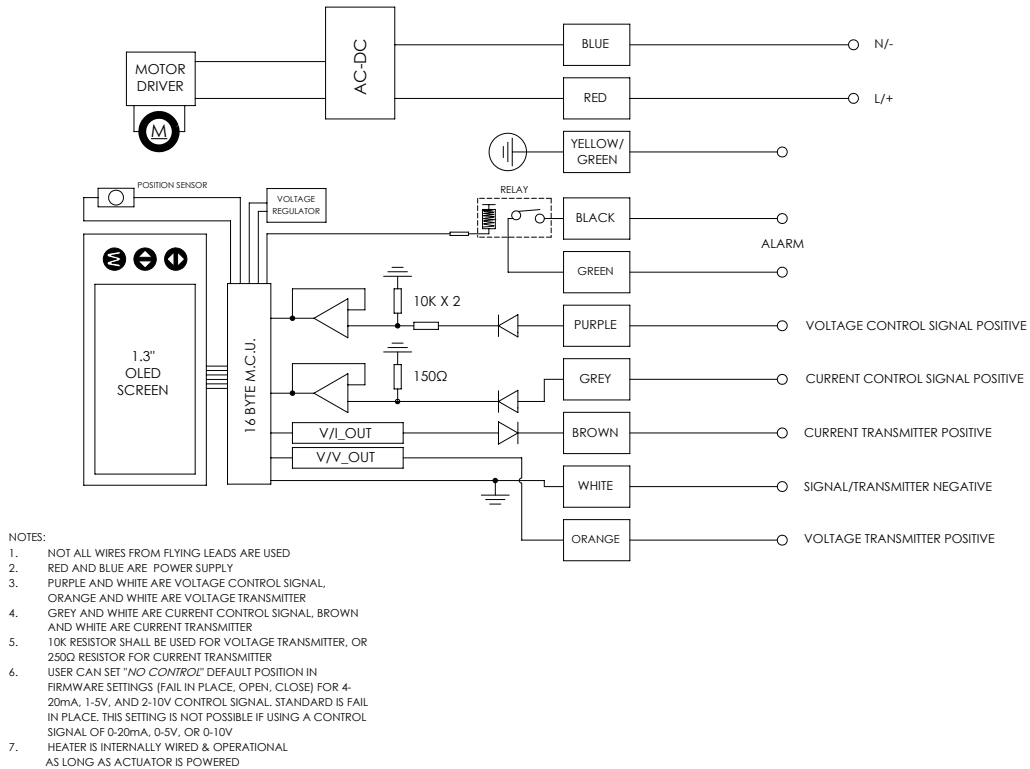 BLUE
N/-
AC-DC
MOTOR
DRIVER
M
RED
L/+
YELLOW/
GREEN
POSITION SENSOR
VOLTAGE
REGULATOR
RELAY
BLACK
ALARM
GREEN
10K X 2
PURPLE
VOLTAGE CONTROL SIGNAL POSITIVE
1.3"
OLED
SCREEN
16 BYTE M.C.U.
150Ω
GREY
CURRENT CONTROL SIGNAL POSITIVE
V/I_OUT
BROWN
CURRENT TRANSMITTER POSITIVE
V/V_OUT
WHITE
SIGNAL/TRANSMITTER NEGATIVE
ORANGE
VOLTAGE TRANSMITTER POSITIVE
NOTES:
1. NOT ALL WIRES FROM FLYING LEADS ARE USED
2. RED AND BLUE ARE POWER SUPPLY
3. PURPLE AND WHITE ARE VOLTAGE CONTROL SIGNAL,
ORANGE AND WHITE ARE VOLTAGE TRANSMITTER
4. GREY AND WHITE ARE CURRENT CONTROL SIGNAL, BROWN
AND WHITE ARE CURRENT TRANSMITTER
5. 10K RESISTOR SHALL BE USED FOR VOLTAGE TRANSMITTER, OR
250Ω RESISTOR FOR CURRENT TRANSMITTER
6. USER CAN SET "NO CONTROL" DEFAULT POSITION IN
FIRMWARE SETTINGS (FAIL IN PLACE, OPEN, CLOSE) FOR 4-
20mA, 1-5V, AND 2-10V CONTROL SIGNAL. STANDARD IS FAIL
IN PLACE. THIS SETTING IS NOT POSSIBLE IF USING A CONTROL
SIGNAL OF 0-20mA, 0-5V, OR 0-10V
7. HEATER IS INTERNALLY WIRED & OPERATIONAL
AS LONG AS ACTUATOR IS POWERED